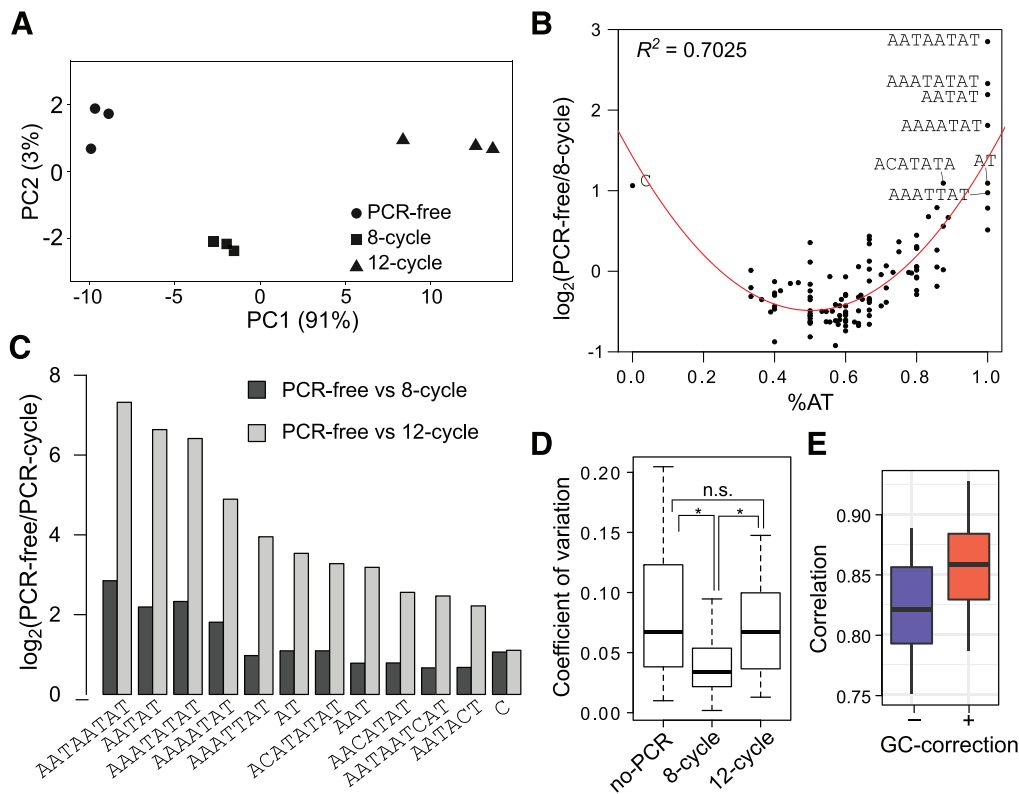 A
PC2 (3%)
2
0
-2
-10
-5
0
5
10
PC1 (91%)
PCR-free
8-cycle
12-cycle
B
log2(PCR-free/8-cycle)
3
2
1
0
-1
R² = 0.7025
AATAATAT
AAATATAT
AATAT
AAAATAT
ACATATA
AT
AAATTAT
C
0.0
0.2
0.4
0.6
0.8
1.0
%AT
C
log2(PCR-free/PCR-cycle)
8
6
4
2
0
PCR-free vs 8-cycle
PCR-free vs 12-cycle
AATAATAT
AATAT
AAATATAT
AAAATAT
AAATTAT
AT
ACATATAT
AAT
AACATAT
AATAATCAT
AATACT
C
D
Coefficient of variation
0.20
0.15
0.10
0.05
0.00
n.s.
*
*
no-PCR
8-cycle
12-cycle
E
Correlation
0.90
0.85
0.80
0.75
−
+
GC-correction